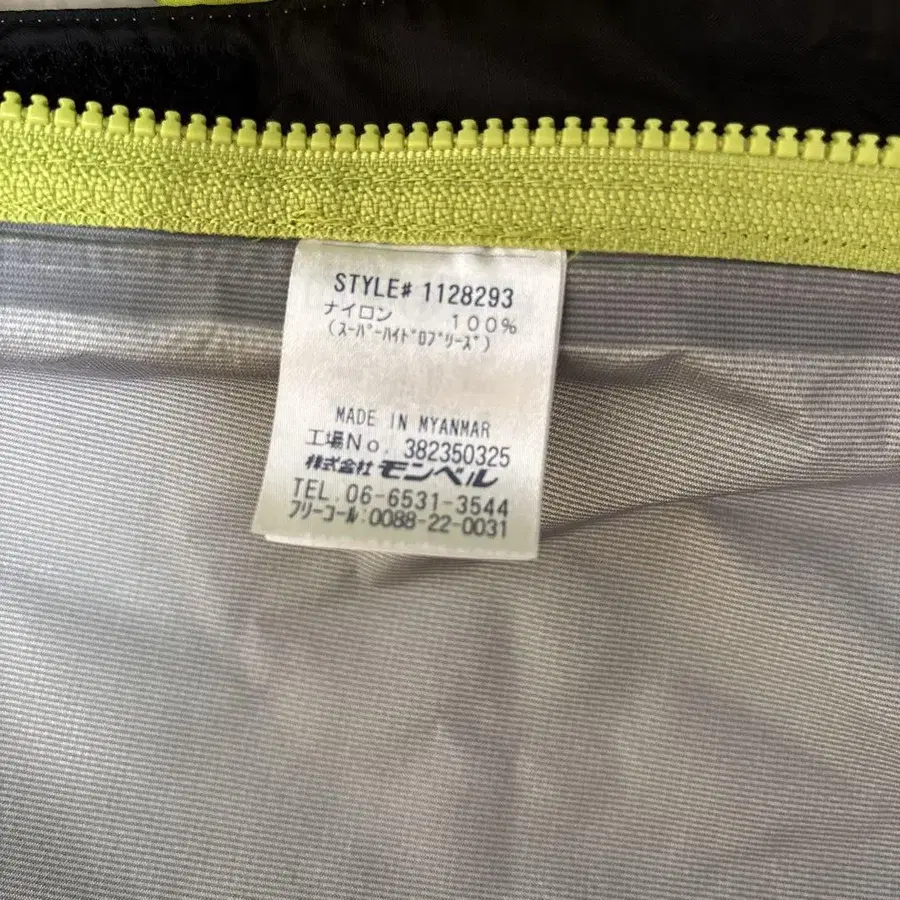 STYLE# 1128293
ナイロン 100%
(スーパーハイドロブリーズ)
MADE IN MYANMAR
工場No. 382350325
株式会社 モンベル
TEL.06-6531-3544
フリーコール:0088-22-0031